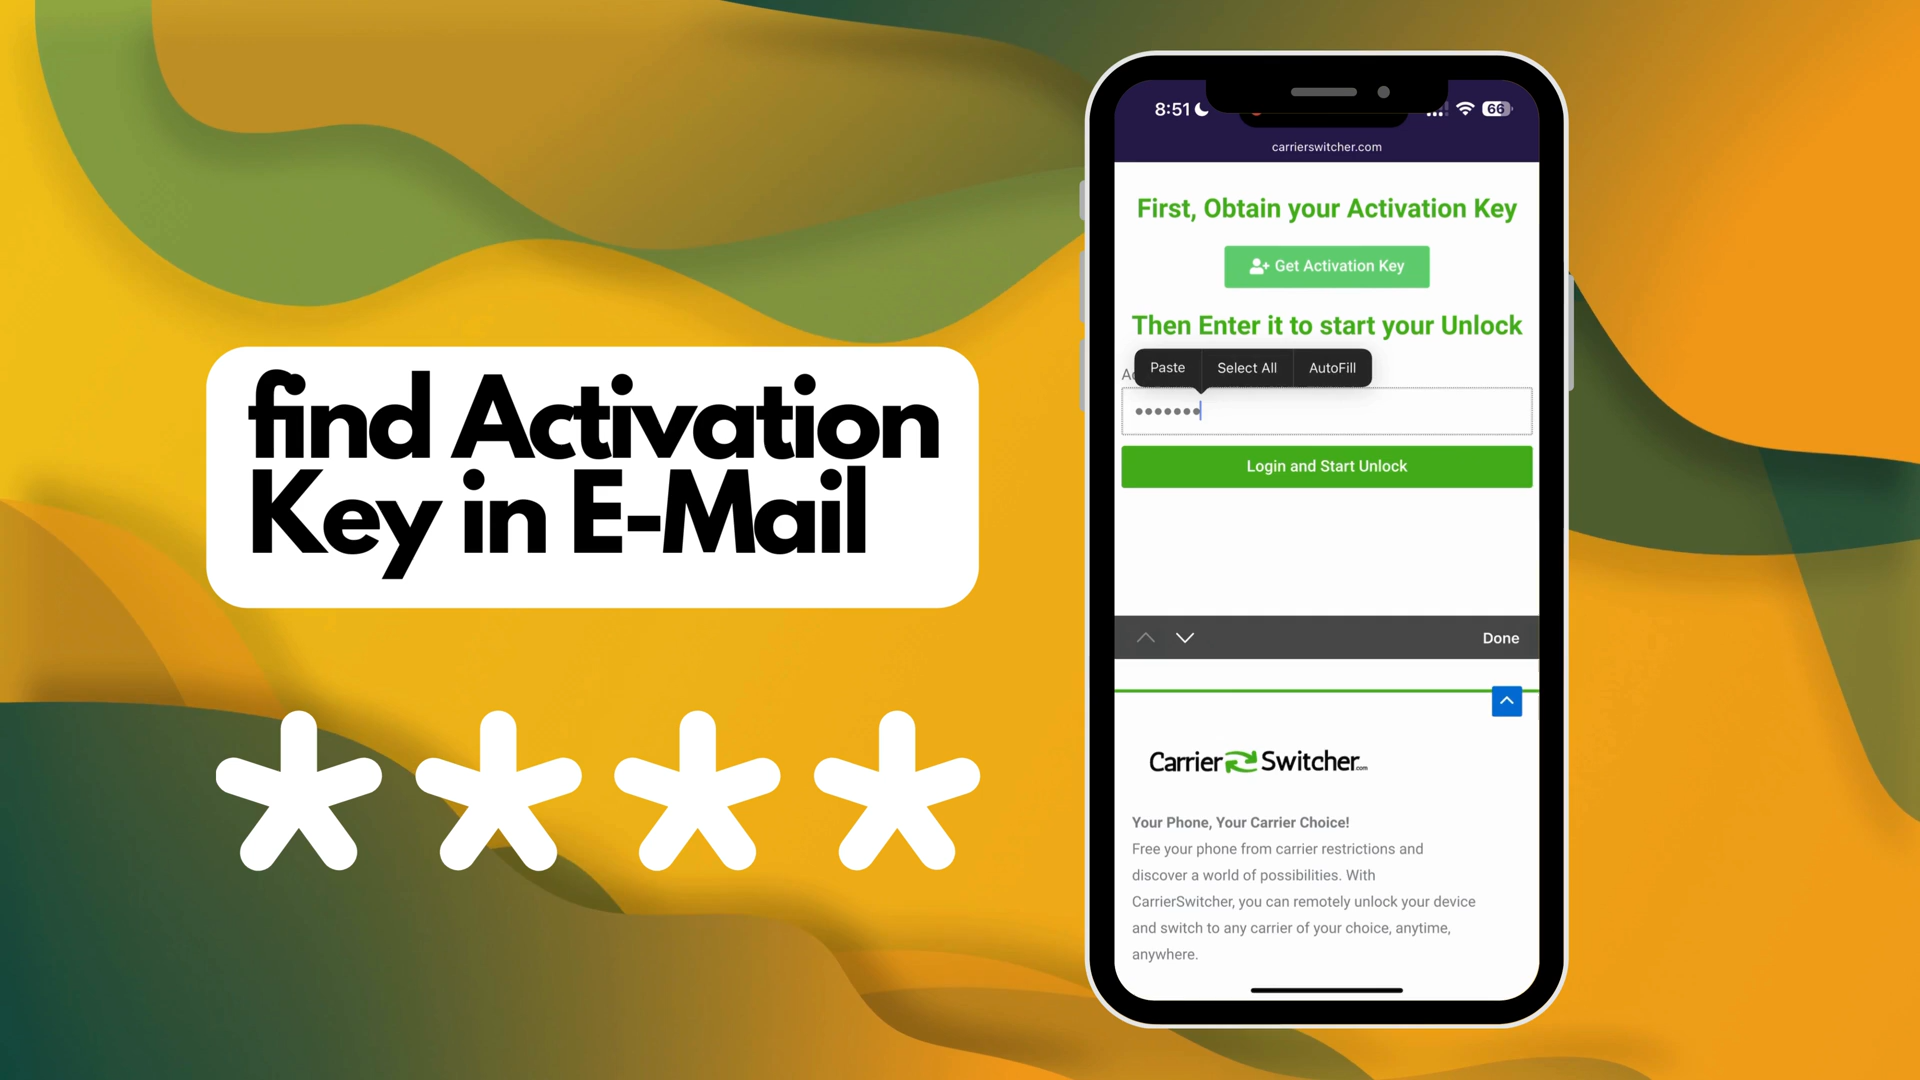 find Activation
Key in E-Mail
****
8:51
66
carrierswitcher.com
First, Obtain your Activation Key
Get Activation Key
Then Enter it to start your Unlock
Paste
Select All
AutoFill
•••••••
Login and Start Unlock
Done
Carrier Switcher.com
Your Phone, Your Carrier Choice!
Free your phone from carrier restrictions and
discover a world of possibilities. With
CarrierSwitcher, you can remotely unlock your device
and switch to any carrier of your choice, anytime,
anywhere.